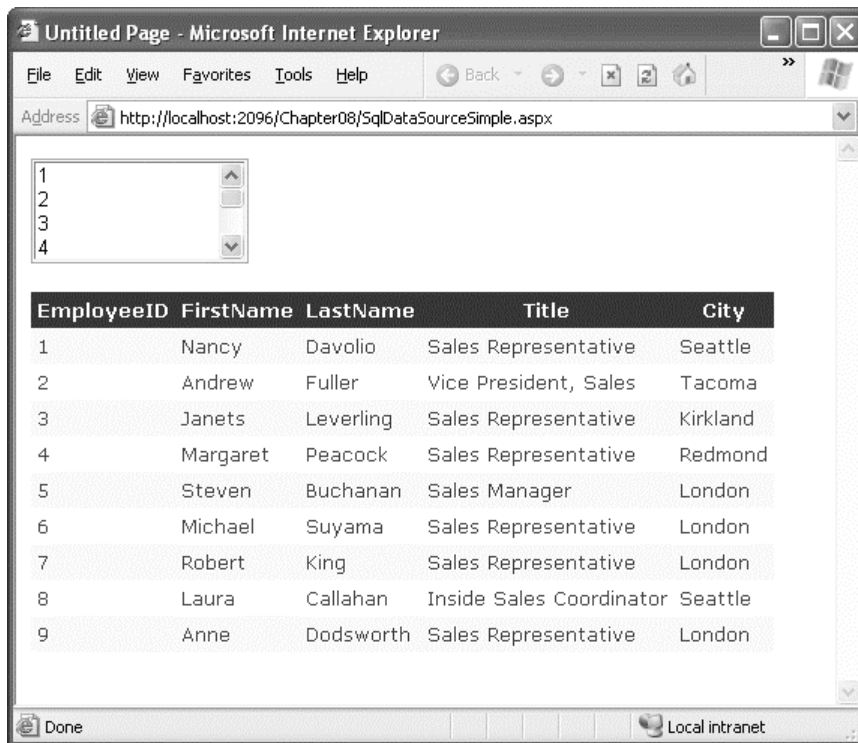 Untitled Page - Microsoft Internet Explorer
File Edit View Favorites Tools Help Back »
Address http://localhost:2096/Chapter08/SqlDataSourceSimple.aspx
1
2
3
4
EmployeeID FirstName LastName Title City
1 Nancy Davolio Sales Representative Seattle
2 Andrew Fuller Vice President, Sales Tacoma
3 Janets Leverling Sales Representative Kirkland
4 Margaret Peacock Sales Representative Redmond
5 Steven Buchanan Sales Manager London
6 Michael Suyama Sales Representative London
7 Robert King Sales Representative London
8 Laura Callahan Inside Sales Coordinator Seattle
9 Anne Dodsworth Sales Representative London
Done Local intranet